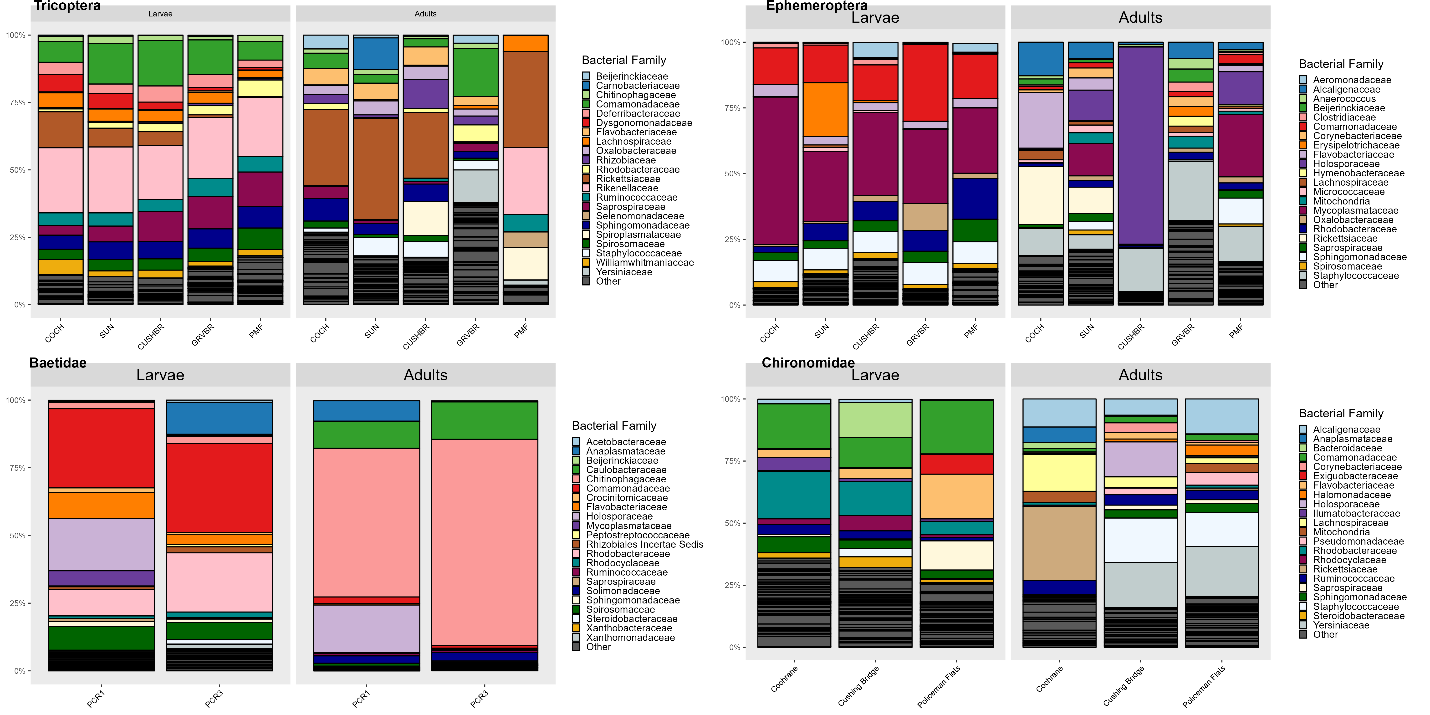 Tricoptera
Larvae
Adults
100%
75%
50%
25%
0%
COCH
SUN
CUSHBR
GRVBR
PMF
COCH
SUN
CUSHBR
GRVBR
PMF
Bacterial Family
Beijerinckiaceae
Carnobacteriaceae
Chitinophagaceae
Comamonadaceae
Deferribacteraceae
Dysgonomonadaceae
Flavobacteriaceae
Lachnospiraceae
Oxalobacteraceae
Rhizobiaceae
Rhodobacteraceae
Rickettsiaceae
Rikenellaceae
Ruminococcaceae
Saprospiraceae
Selenomonadaceae
Sphingomonadaceae
Spiroplasmataceae
Spirosomaceae
Staphylococcaceae
Williamwhitmaniaceae
Yersiniaceae
Other
Ephemeroptera
Larvae
Adults
100%
75%
50%
25%
0%
COCH
SUN
CUSHBR
GRVBR
PMF
COCH
SUN
CUSHBR
GRVBR
PMF
Bacterial Family
Aeromonadaceae
Alcaligenaceae
Anaerococcus
Beijerinckiaceae
Clostridiaceae
Comamonadaceae
Corynebacteriaceae
Erysipelotrichaceae
Flavobacteriaceae
Holosporaceae
Hymenobacteraceae
Lachnospiraceae
Micrococcaceae
Mitochondria
Mycoplasmataceae
Oxalobacteraceae
Rhodobacteraceae
Rickettsiaceae
Saprospiraceae
Sphingomonadaceae
Spirosomaceae
Staphylococcaceae
Other
Baetidae
Larvae
Adults
100%
75%
50%
25%
0%
PCR1
PCR3
PCR1
PCR3
Bacterial Family
Acetobacteraceae
Anaplasmataceae
Beijerinckiaceae
Caulobacteraceae
Chitinophagaceae
Comamonadaceae
Crocinitomicaceae
Flavobacteriaceae
Holosporaceae
Mycoplasmataceae
Peptostreptococcaceae
Rhizobiales Incertae Sedis
Rhodobacteraceae
Rhodocyclaceae
Ruminococcaceae
Saprospiraceae
Solimonadaceae
Sphingomonadaceae
Spirosomaceae
Steroidobacteraceae
Xanthobacteraceae
Xanthomonadaceae
Other
Chironomidae
Larvae
Adults
100%
75%
50%
25%
0%
Cochrane
Cushing Bridge
Policeman Flats
Cochrane
Cushing Bridge
Policeman Flats
Bacterial Family
Alcaligenaceae
Anaplasmataceae
Bacteroidaceae
Comamonadaceae
Corynebacteriaceae
Exiguobacteraceae
Flavobacteriaceae
Halomonadaceae
Holosporaceae
Ilumatobacteraceae
Lachnospiraceae
Mitochondria
Pseudomonadaceae
Rhodobacteraceae
Rhodocyclaceae
Rickettsiaceae
Ruminococcaceae
Saprospiraceae
Sphingomonadaceae
Staphylococcaceae
Steroidobacteraceae
Yersiniaceae
Other